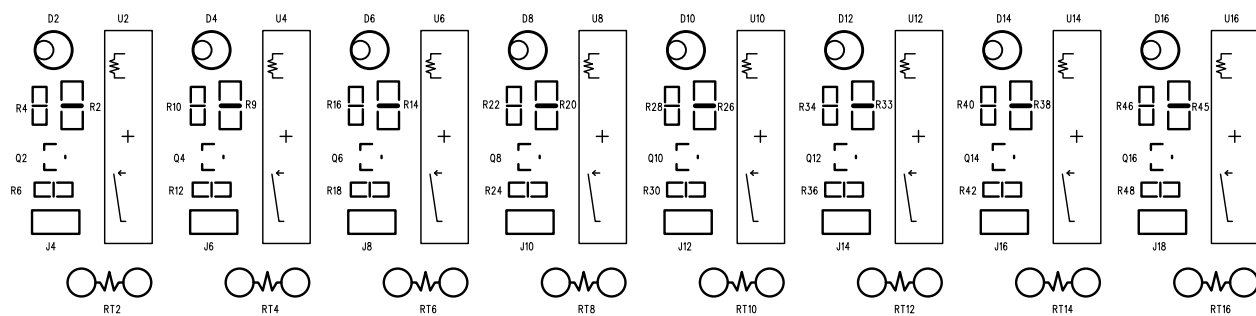 D2 U2 D4 U4 D6 U6 D8 U8 D10 U10 D12 U12 D14 U14 D16 U16
R4 R2 R10 R9 R16 R14 R22 R20 R28 R26 R34 R33 R40 R38 R46 R45
Q2 Q4 Q6 Q8 Q10 Q12 Q14 Q16
R6 R12 R18 R24 R30 R36 R42 R48
J4 J6 J8 J10 J12 J14 J16 J18
RT2 RT4 RT6 RT8 RT10 RT12 RT14 RT16